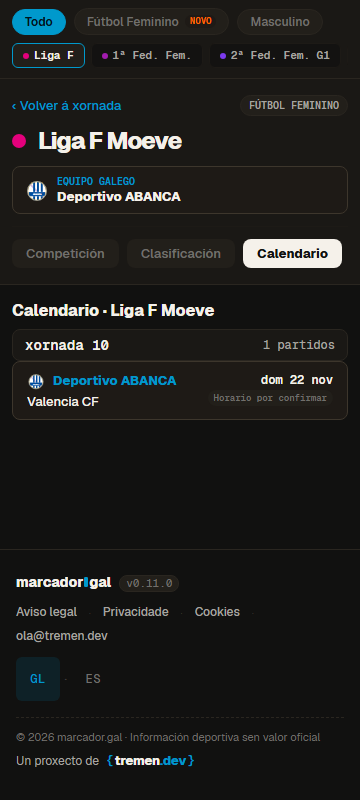 Todo Fútbol Feminino NOVO Masculino
Liga F 1ª Fed. Fem. 2ª Fed. Fem. G1
‹ Volver á xornada FÚTBOL FEMININO
Liga F Moeve
EQUIPO GALEGO
Deportivo ABANCA
Competición Clasificación Calendario
Calendario · Liga F Moeve
xornada 10 1 partidos
Deportivo ABANCA dom 22 nov
Valencia CF Horario por confirmar
marcador gal v0.11.0
Aviso legal · Privacidade · Cookies ·
ola@tremen.dev
GL · ES
© 2026 marcador.gal · Información deportiva sen valor oficial
Un proxecto de {tremen.dev}